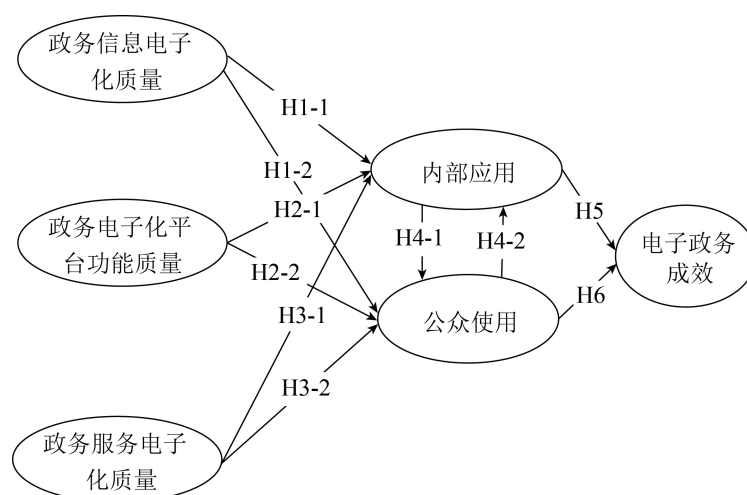 政务信息电子
化质量
H1-1
H1-2
内部应用
H2-1
政务电子化平
台功能质量
H5
H4-1
H4-2
电子政务
成效
H2-2
H6
H3-1
公众使用
H3-2
政务服务电子
化质量